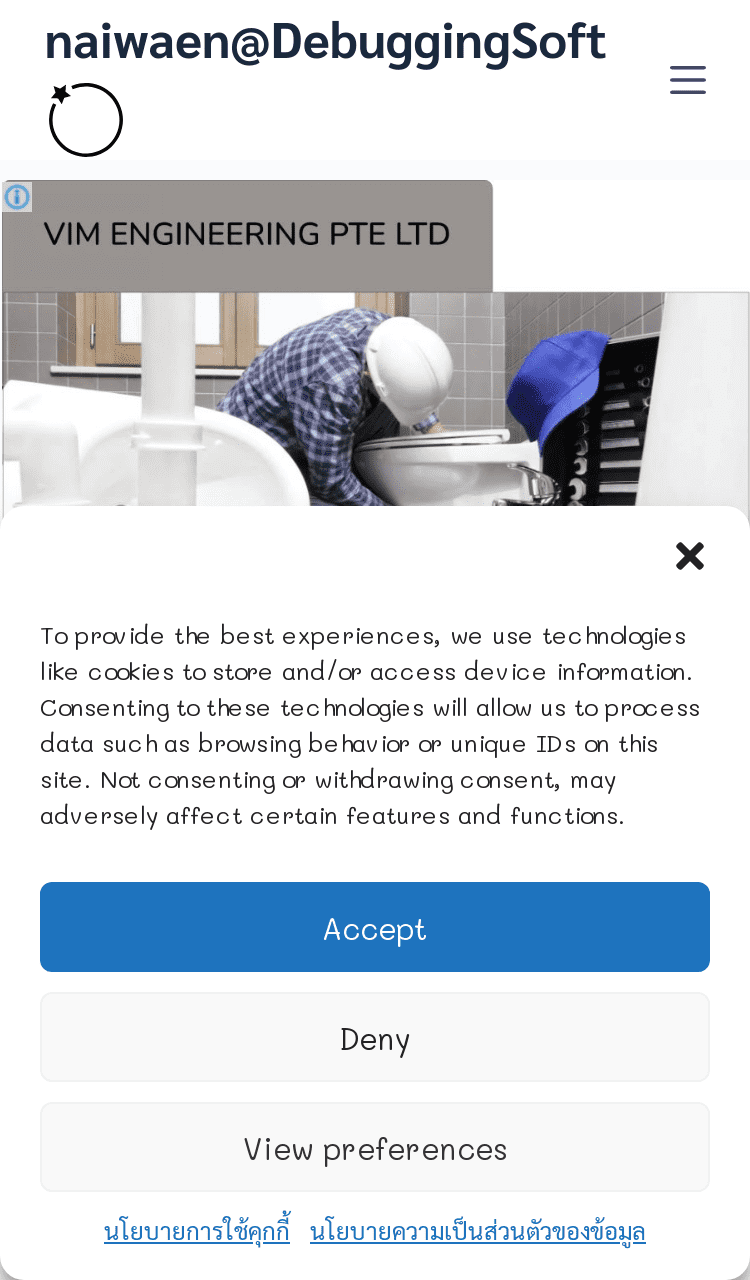 naiwaen@DebuggingSoft
VIM ENGINEERING PTE LTD
To provide the best experiences, we use technologies
like cookies to store and/or access device information.
Consenting to these technologies will allow us to process
data such as browsing behavior or unique IDs on this
site. Not consenting or withdrawing consent, may
adversely affect certain features and functions.
Accept
Deny
View preferences
นโยบายการใช้คุกกี้ นโยบายความเป็นส่วนตัวของข้อมูล